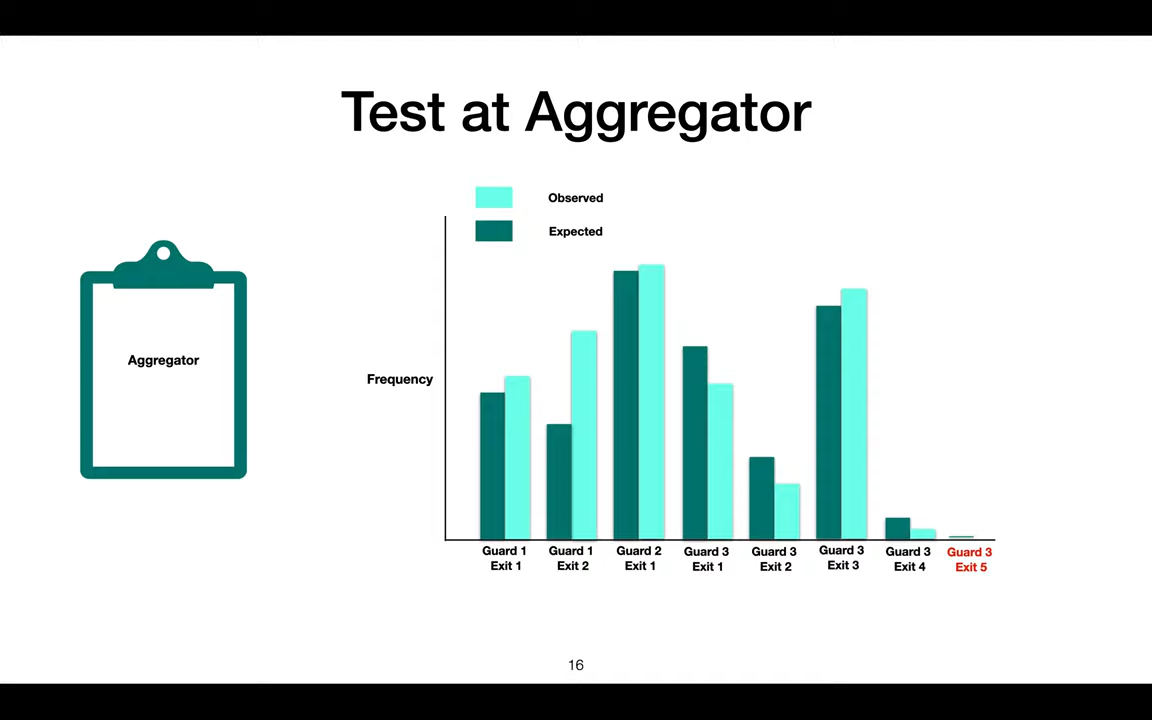 Test at Aggregator
Observed
Expected
Aggregator
Frequency
Guard 1
Exit 1
Guard 1
Exit 2
Guard 2
Exit 1
Guard 3
Exit 1
Guard 3
Exit 2
Guard 3
Exit 3
Guard 3
Exit 4
Guard 3
Exit 5
16